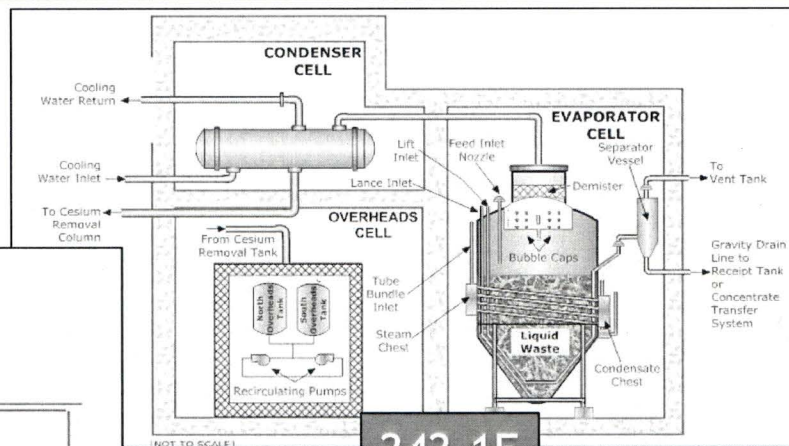 CONDENSER
CELL
Cooling
Water Return
Cooling
Water Inlet
To Cesium
Removal
Column
EVAPORATOR
CELL
Lift
Inlet
Feed Inlet
Nozzle
Separator
Vessel
Lance Inlet
Demister
To
Vent Tank
OVERHEADS
CELL
From Cesium
Removal Tank
Bubble Caps
Gravity Drain
Line to
Receipt Tank
or
Concentrate
Transfer
System
Tube
Bundle
Inlet
North
Overheads
Tank
South
Overheads
Tank
Steam
Chest
Liquid
Waste
Condensate
Chest
Recirculating Pumps
[NOT TO SCALE]